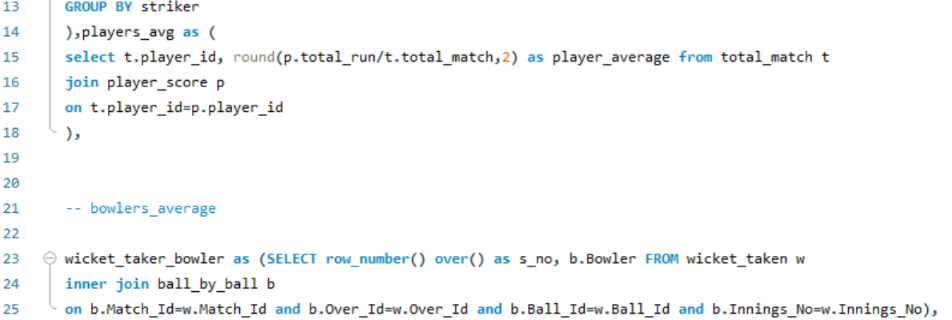 13 GROUP BY striker
14 ),players_avg as (
15 select t.player_id, round(p.total_run/t.total_match,2) as player_average from total_match t
16 join player_score p
17 on t.player_id=p.player_id
18 ),
19
20
21 -- bowlers_average
22
23 wicket_taker_bowler as (SELECT row_number() over() as s_no, b.Bowler FROM wicket_taken w
24 inner join ball_by_ball b
25 on b.Match_Id=w.Match_Id and b.Over_Id=w.Over_Id and b.Ball_Id=w.Ball_Id and b.Innings_No=w.Innings_No),